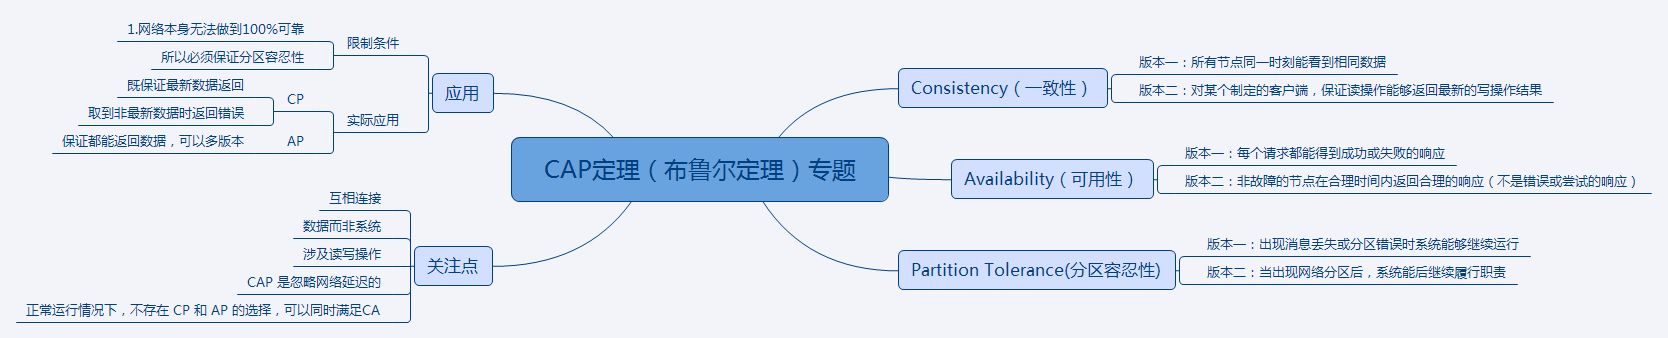 CAP定理（布鲁尔定理）专题
Consistency（一致性）
版本一：所有节点同一时刻能看到相同数据
版本二：对某个制定的客户端，保证读操作能够返回最新的写操作结果
Availability（可用性）
版本一：每个请求都能得到成功或失败的响应
版本二：非故障的节点在合理时间内返回合理的响应（不是错误或尝试的响应）
Partition Tolerance(分区容忍性)
版本一：出现消息丢失或分区错误时系统能够继续运行
版本二：当出现网络分区后，系统能后继续履行职责
应用
限制条件
1.网络本身无法做到100%可靠
所以必须保证分区容忍性
实际应用
CP
既保证最新数据返回
取到非最新数据时返回错误
AP
保证都能返回数据，可以多版本
关注点
互相连接
数据而非系统
涉及读写操作
CAP 是忽略网络延迟的
正常运行情况下，不存在 CP 和 AP 的选择，可以同时满足CA